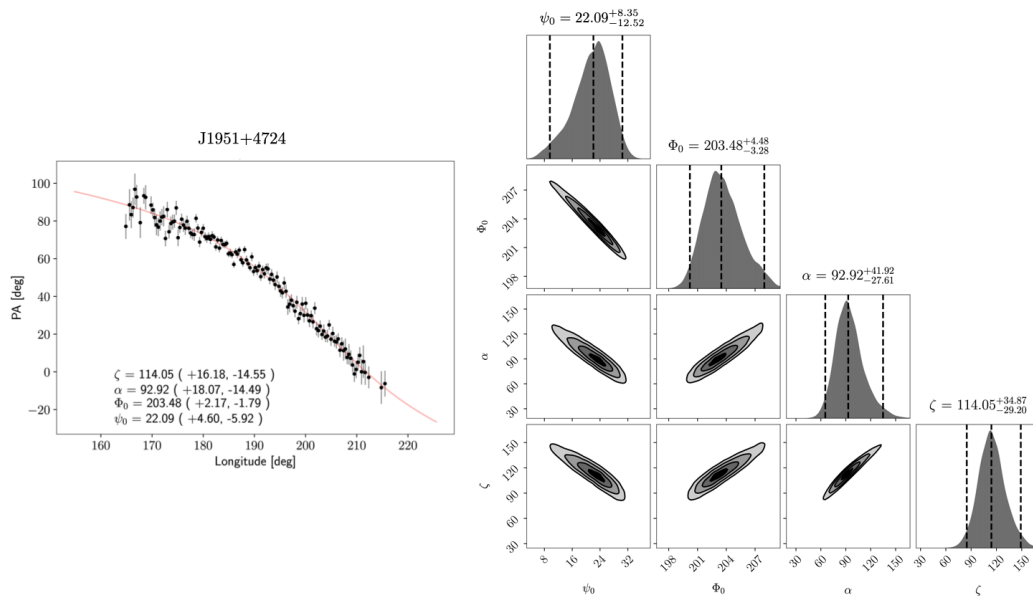 J1951+4724
PA [deg]
100
80
60
40
20
0
−20
ζ = 114.05 ( +16.18, -14.55 )
α = 92.92 ( +18.07, -14.49 )
Φ₀ = 203.48 ( +2.17, -1.79 )
ψ₀ = 22.09 ( +4.60, -5.92 )
160 170 180 190 200 210 220
Longitude [deg]
ψ₀ = 22.09 +8.35 −12.52
Φ₀ = 203.48 +4.48 −3.28
Φ₀
207
204
201
198
α = 92.92 +41.92 −27.61
α
150
120
90
60
30
ζ = 114.05 +34.87 −29.20
ζ
150
120
90
60
30
8 16 24 32
198 201 204 207
30 60 90 120 150
30 60 90 120 150
ψ₀ Φ₀ α ζ